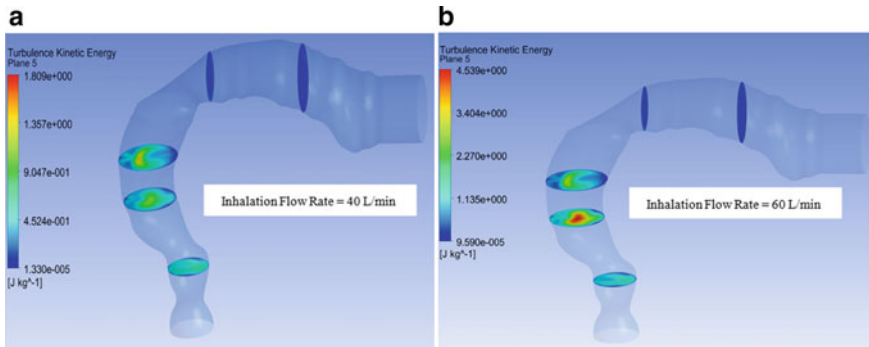 a
Turbulence Kinetic Energy
Plane 5
1.809e+000
1.357e+000
9.047e-001
4.524e-001
1.330e-005
[J kg^-1]
Inhalation Flow Rate = 40 L/min
b
Turbulence Kinetic Energy
Plane 5
4.539e+000
3.404e+000
2.270e+000
1.135e+000
9.590e-005
[J kg^-1]
Inhalation Flow Rate = 60 L/min